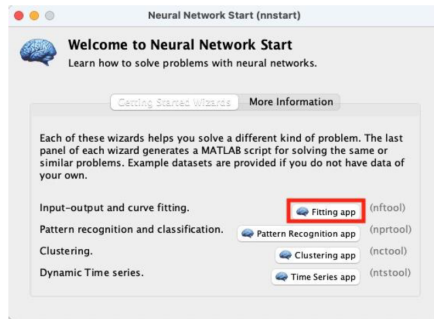 Neural Network Start (nnstart)
Welcome to Neural Network Start
Learn how to solve problems with neural networks.
Getting Started Wizards More Information
Each of these wizards helps you solve a different kind of problem. The last
panel of each wizard generates a MATLAB script for solving the same or
similar problems. Example datasets are provided if you do not have data of
your own.
Input-output and curve fitting. Fitting app (nftool)
Pattern recognition and classification. Pattern Recognition app (nprtool)
Clustering. Clustering app (nctool)
Dynamic Time series. Time Series app (ntstool)